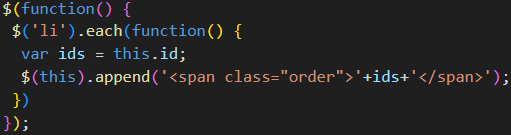 $(function() {
$('li').each(function() {
var ids = this.id;
$(this).append('<span class="order">'+ids+'</span>');
})
});